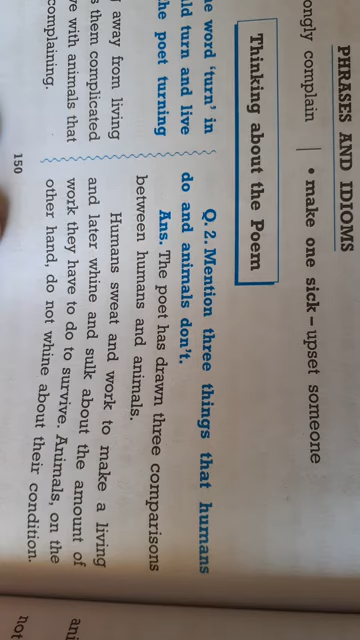 PHRASES AND IDIOMS
ongly complain
• make one sick – upset someone
Thinking about the Poem
word 'turn' in
turn and live
poet turning
away from living
them complicated
with animals that
complaining.
Q. 2. Mention three things that humans
do and animals don't.
Ans. The poet has drawn three comparisons
between humans and animals.
Humans sweat and work to make a living
and later whine and sulk about the amount of
work they have to do to survive. Animals, on the
other hand, do not whine about their condition.
150
ani
not